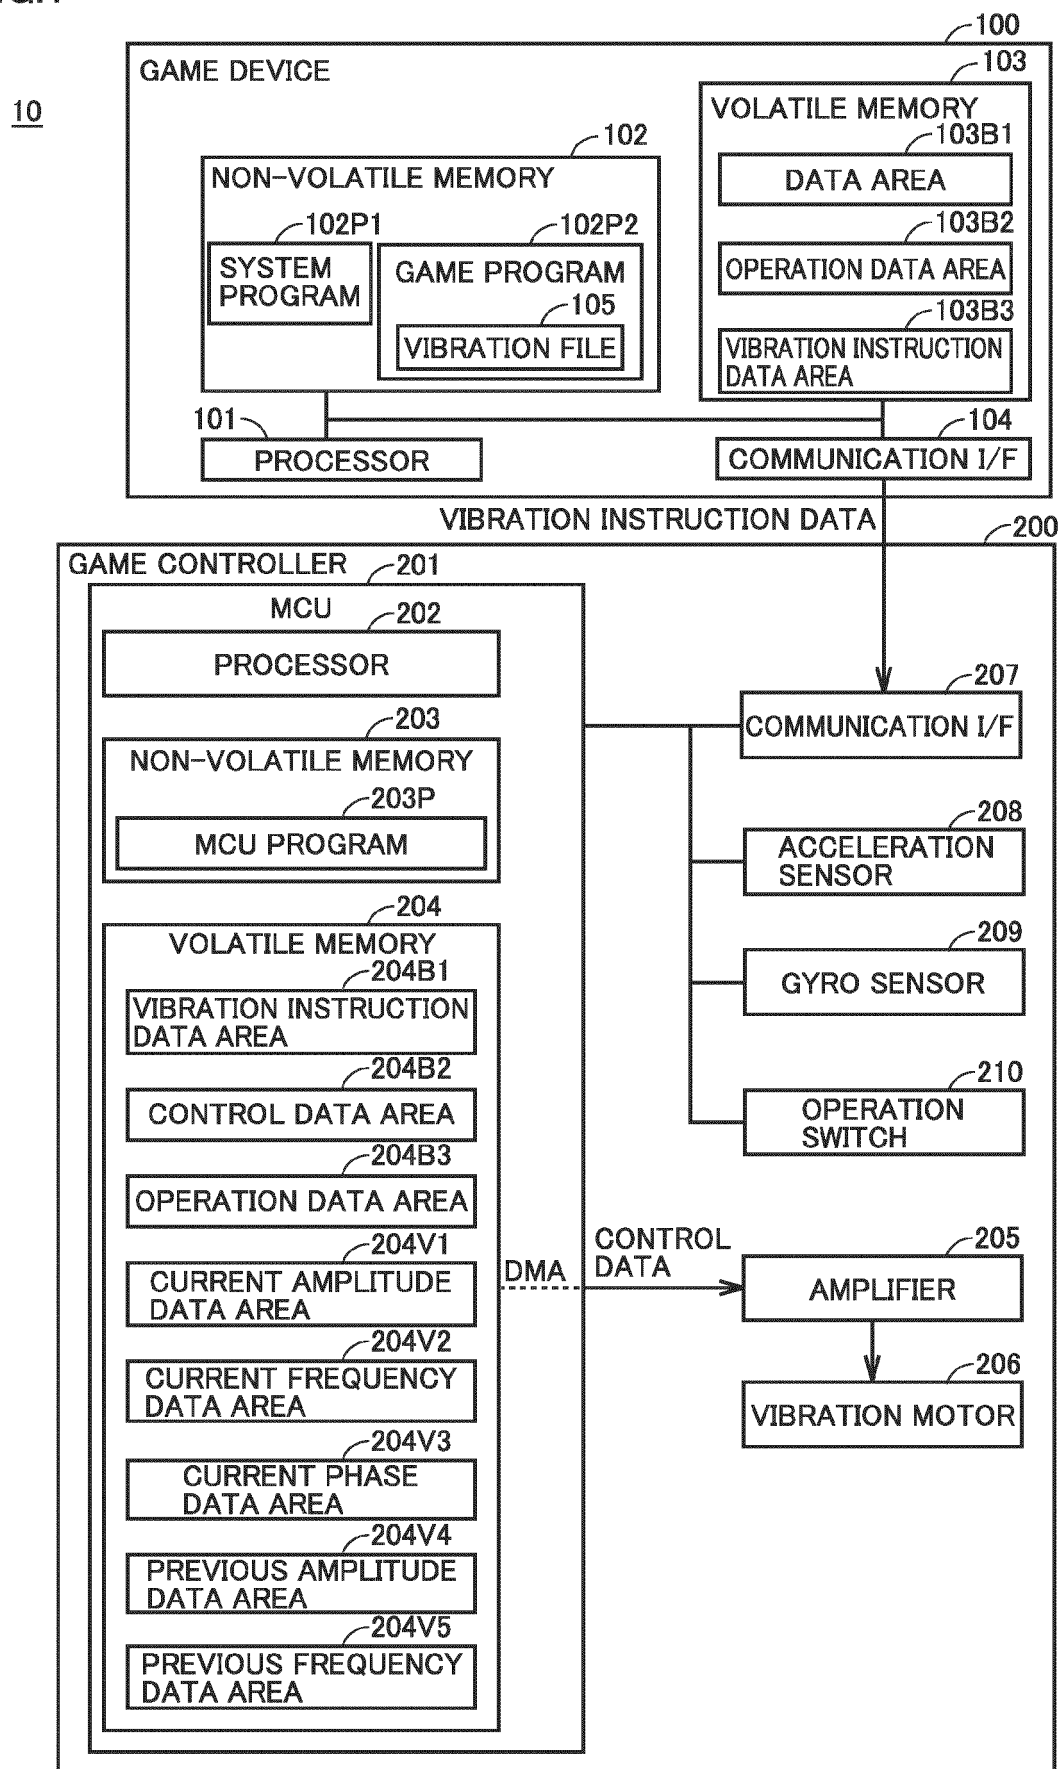 10
100
GAME DEVICE
103
VOLATILE MEMORY
103B1
DATA AREA
103B2
OPERATION DATA AREA
103B3
VIBRATION INSTRUCTION
DATA AREA
102
NON-VOLATILE MEMORY
102P1
SYSTEM
PROGRAM
102P2
GAME PROGRAM
105
VIBRATION FILE
101
PROCESSOR
104
COMMUNICATION I/F
VIBRATION INSTRUCTION DATA
200
GAME CONTROLLER
201
MCU
202
PROCESSOR
203
NON-VOLATILE MEMORY
203P
MCU PROGRAM
204
VOLATILE MEMORY
204B1
VIBRATION INSTRUCTION
DATA AREA
204B2
CONTROL DATA AREA
204B3
OPERATION DATA AREA
204V1
CURRENT AMPLITUDE
DATA AREA
204V2
CURRENT FREQUENCY
DATA AREA
204V3
CURRENT PHASE
DATA AREA
204V4
PREVIOUS AMPLITUDE
DATA AREA
204V5
PREVIOUS FREQUENCY
DATA AREA
207
COMMUNICATION I/F
208
ACCELERATION
SENSOR
209
GYRO SENSOR
210
OPERATION
SWITCH
DMA
CONTROL
DATA
205
AMPLIFIER
206
VIBRATION MOTOR